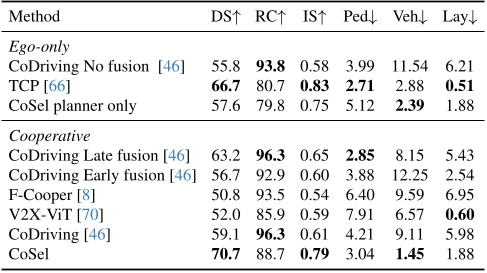 Method DS↑ RC↑ IS↑ Ped↓ Veh↓ Lay↓
Ego-only
CoDriving No fusion [46] 55.8 93.8 0.58 3.99 11.54 6.21
TCP [66] 66.7 80.7 0.83 2.71 2.88 0.51
CoSel planner only 57.6 79.8 0.75 5.12 2.39 1.88
Cooperative
CoDriving Late fusion [46] 63.2 96.3 0.65 2.85 8.15 5.43
CoDriving Early fusion [46] 56.7 92.9 0.60 3.88 12.25 2.54
F-Cooper [8] 50.8 93.5 0.54 6.40 9.59 6.95
V2X-ViT [70] 52.0 85.9 0.59 7.91 6.57 0.60
CoDriving [46] 59.1 96.3 0.61 4.21 9.11 5.98
CoSel 70.7 88.7 0.79 3.04 1.45 1.88